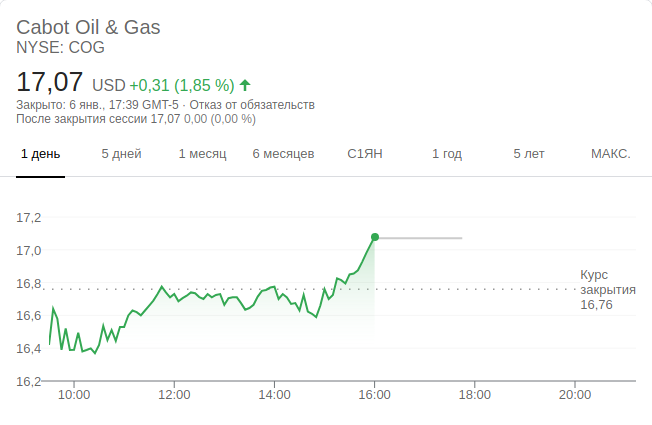 Cabot Oil & Gas
NYSE: COG
17,07 USD +0,31 (1,85 %)
Закрыто: 6 янв., 17:39 GMT-5 · Отказ от обязательств
После закрытия сессии 17,07 0,00 (0,00 %)
1 день 5 дней 1 месяц 6 месяцев С1ЯН 1 год 5 лет МАКС.
17,2
17,0
16,8
Курс
закрытия
16,76
16,6
16,4
16,2
10:00 12:00 14:00 16:00 18:00 20:00